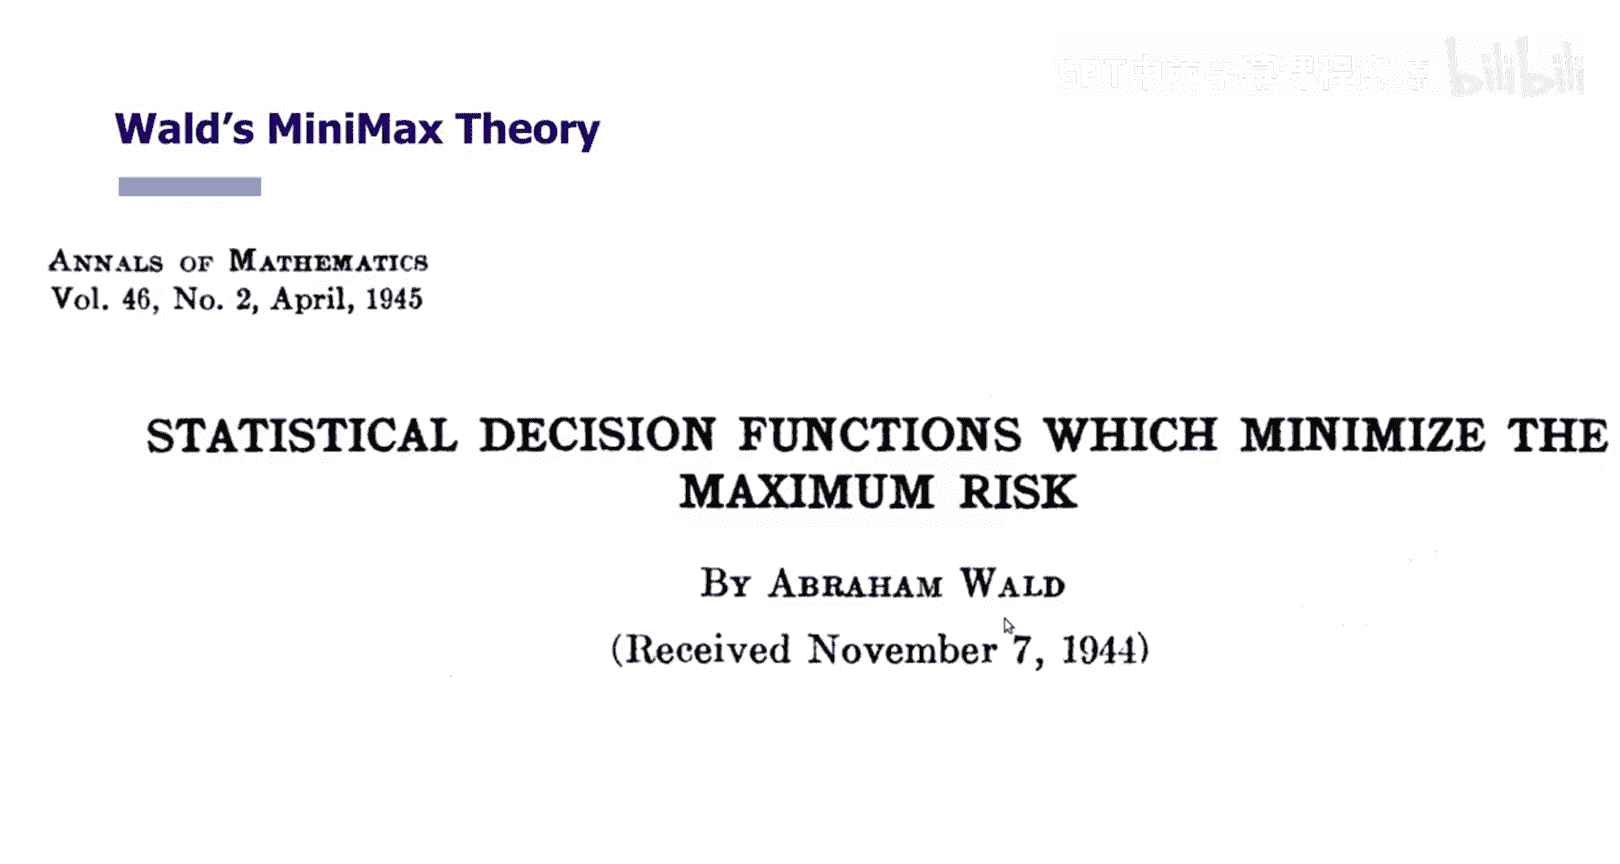 bilibili
Wald's MiniMax Theory
ANNALS OF MATHEMATICS
Vol. 46, No. 2, April, 1945
STATISTICAL DECISION FUNCTIONS WHICH MINIMIZE THE
MAXIMUM RISK
BY ABRAHAM WALD
(Received November 7, 1944)